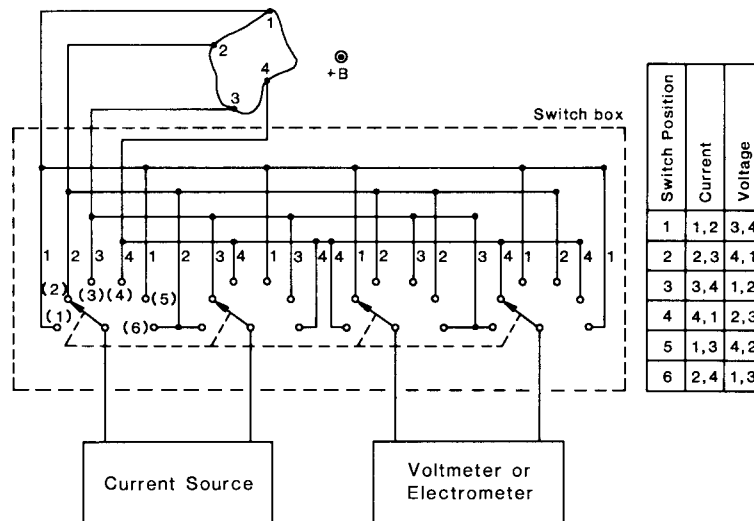 1
2
4
3
+B
Switch box
1 2 3 4 1 2 3 4 1 3 4 4 1 2 3 2 3 4 1 2 4 1
(2) (3) (4) (5)
(1) (6)
Current Source
Voltmeter or
Electrometer
Switch Position Current Voltage
1 1,2 3,4
2 2,3 4,1
3 3,4 1,2
4 4,1 2,3
5 1,3 4,2
6 2,4 1,3